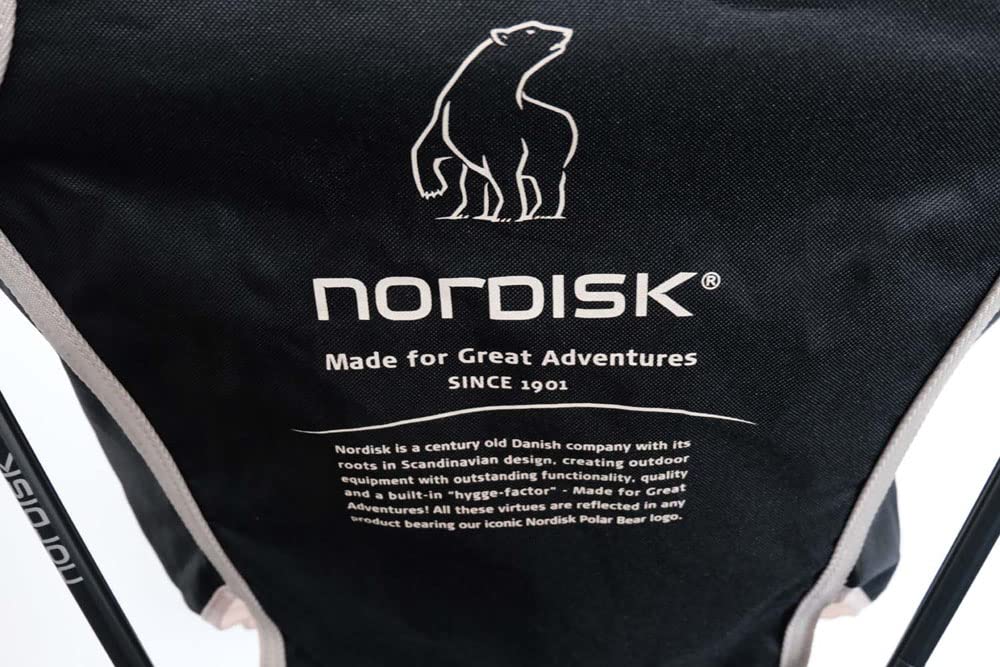 nordisk®
Made for Great Adventures
SINCE 1901
Nordisk is a century old Danish company with its
roots in Scandinavian design, creating outdoor
equipment with outstanding functionality, quality
and a built-in "hygge-factor" - Made for Great
Adventures! All these virtues are reflected in any
product bearing our iconic Nordisk Polar Bear logo.
nordisk